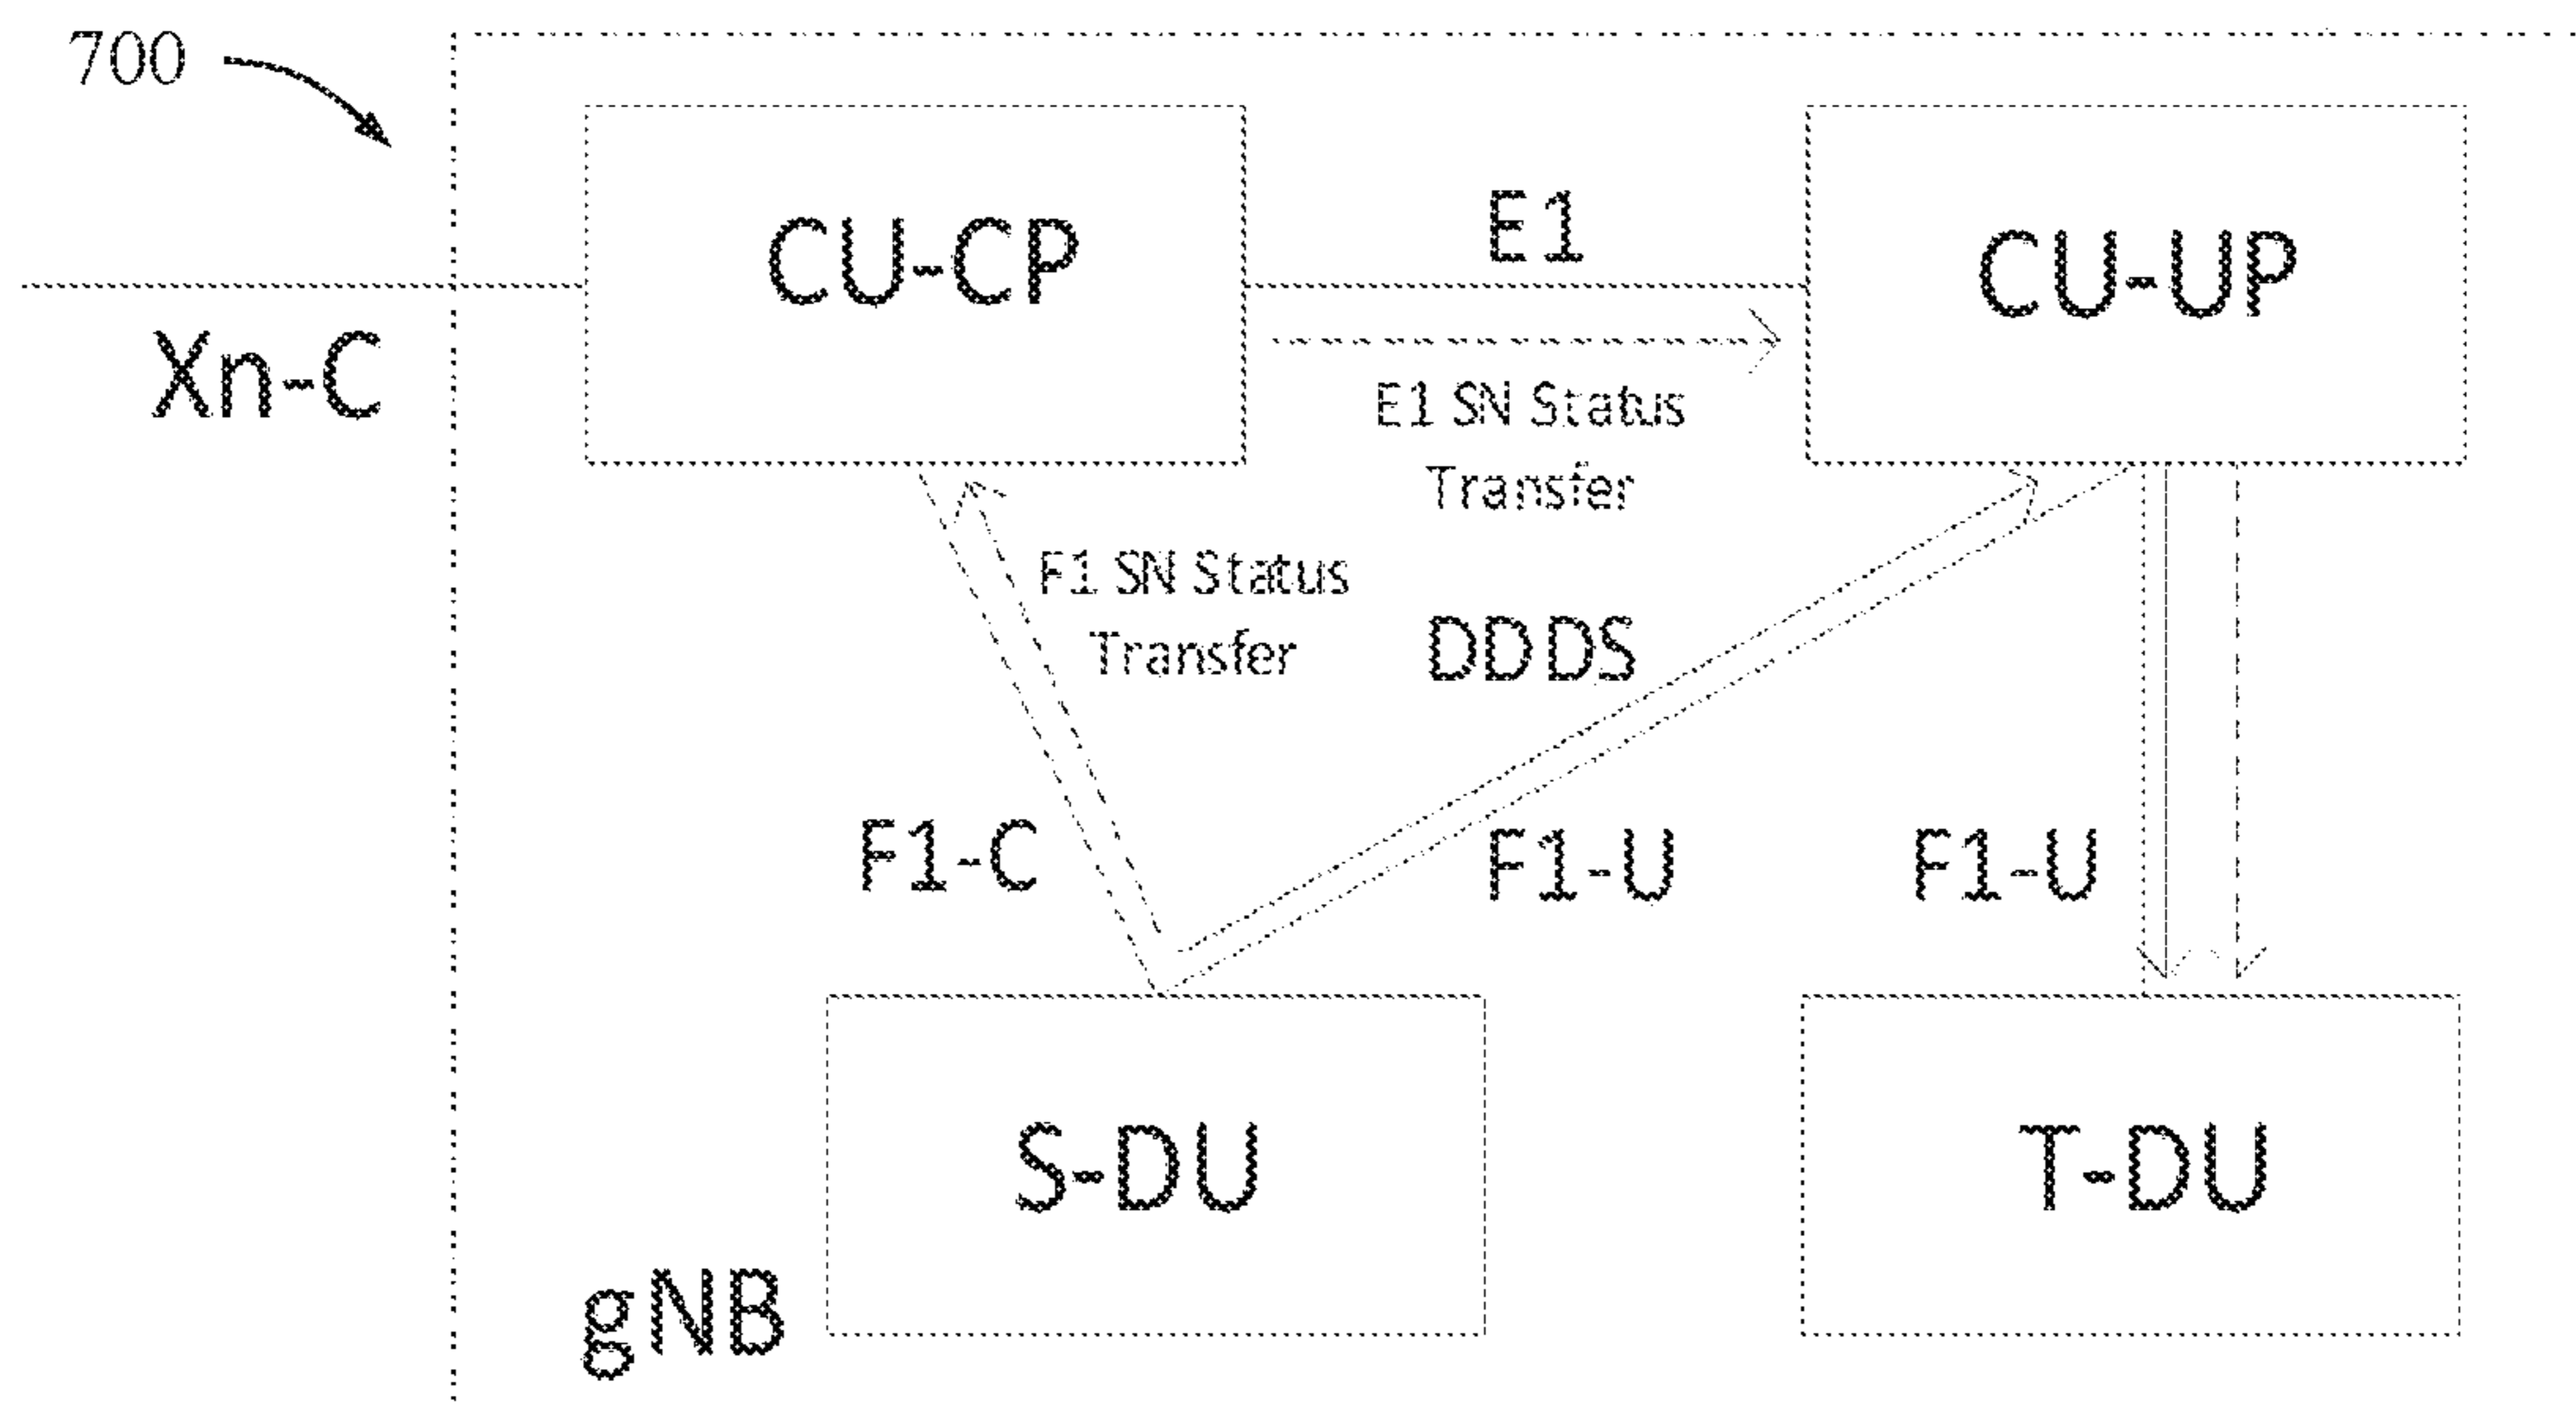 700
CU-CP
E1
CU-UP
Xn-C
E1 SN Status
Transfer
F1 SN Status
Transfer
DDDS
F1-C
F1-U
F1-U
S-DU
T-DU
gNB